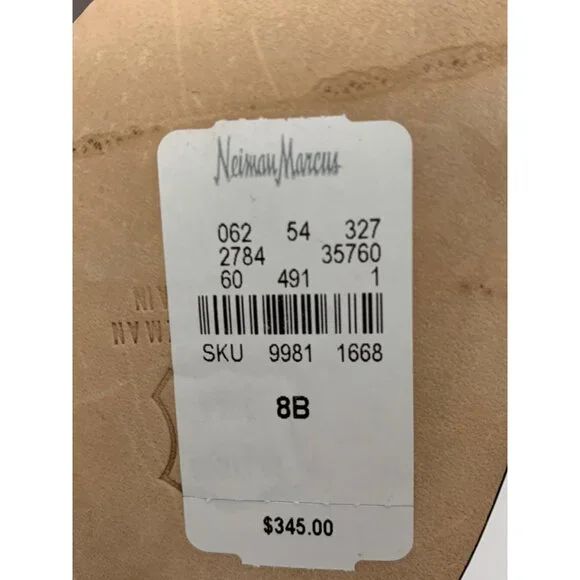 Neiman Marcus
062 54 327
2784 35760
60 491 1
SKU 9981 1668
8B
$345.00